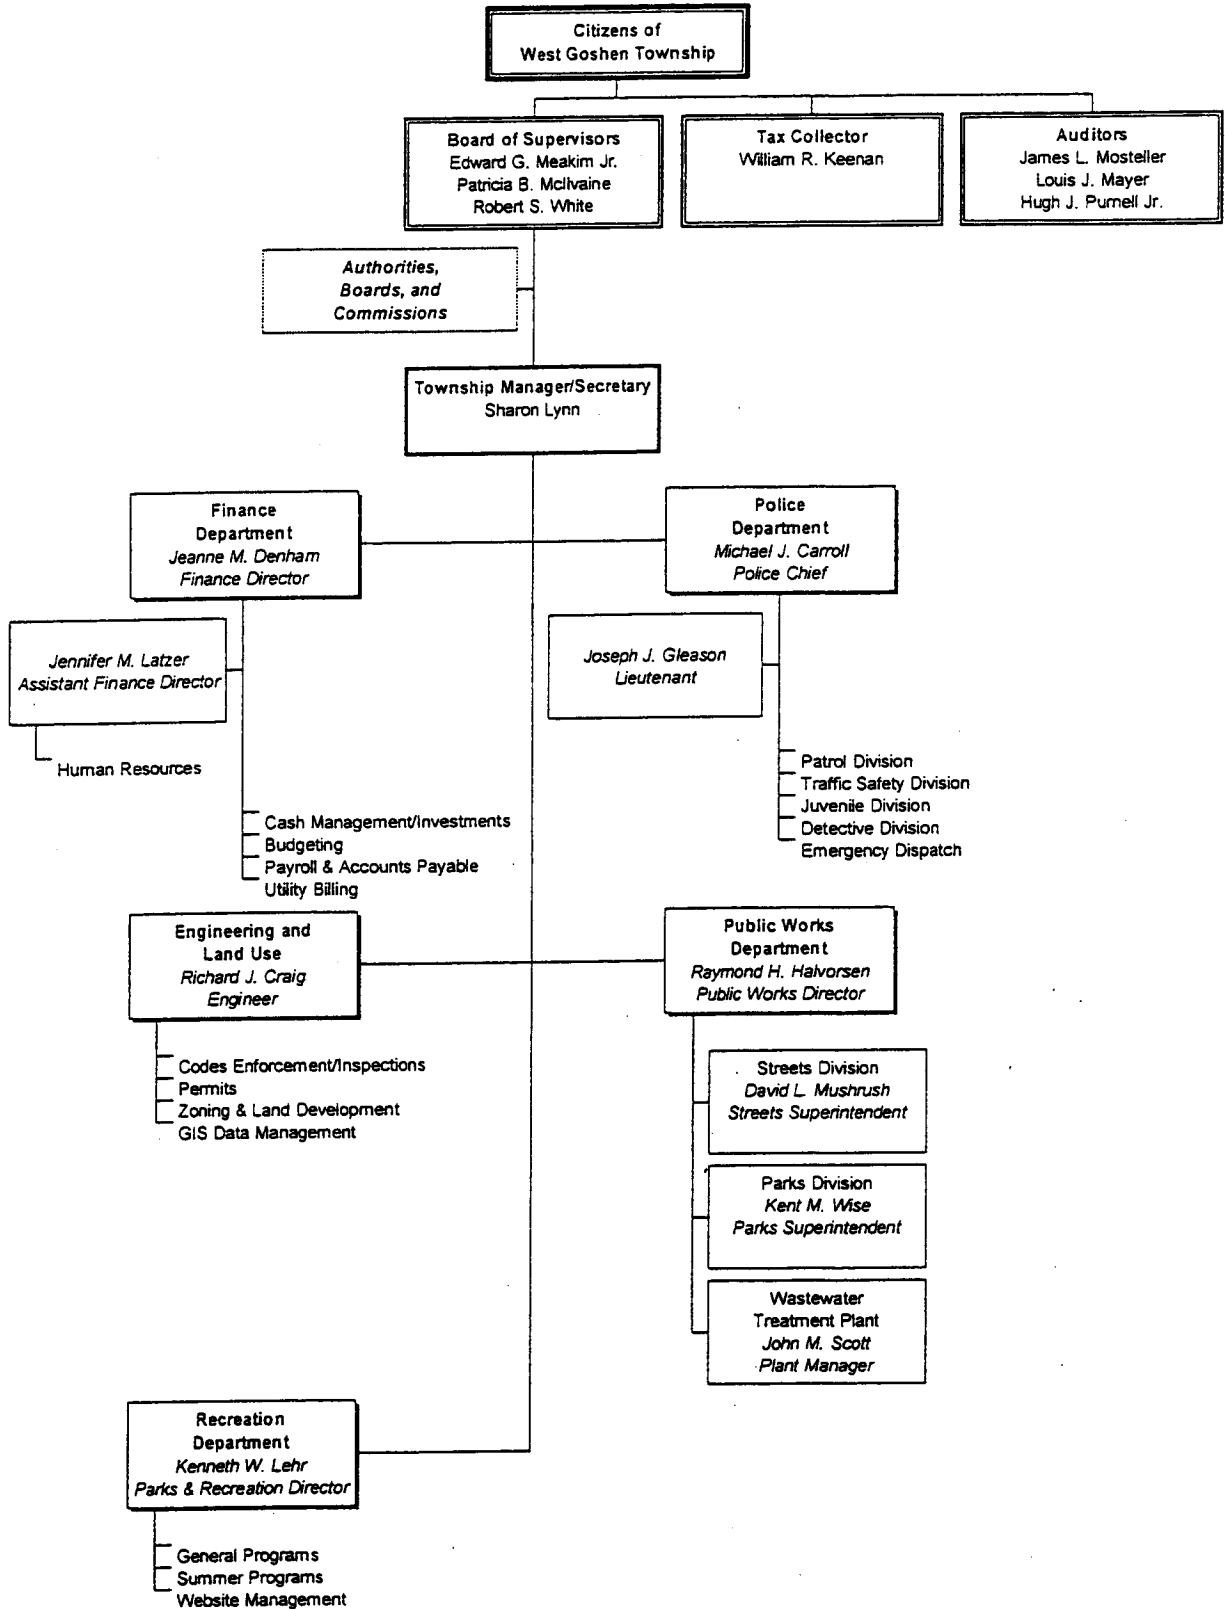 Citizens of
West Goshen Township
Board of Supervisors
Edward G. Meakim Jr.
Patricia B. McIlvaine
Robert S. White
Tax Collector
William R. Keenan
Auditors
James L. Mosteller
Louis J. Mayer
Hugh J. Purnell Jr.
Authorities,
Boards, and
Commissions
Township Manager/Secretary
Sharon Lynn
Finance
Department
Jeanne M. Denham
Finance Director
Police
Department
Michael J. Carroll
Police Chief
Jennifer M. Latzer
Assistant Finance Director
Human Resources
Joseph J. Gleason
Lieutenant
Patrol Division
Traffic Safety Division
Juvenile Division
Detective Division
Emergency Dispatch
Cash Management/Investments
Budgeting
Payroll & Accounts Payable
Utility Billing
Engineering and
Land Use
Richard J. Craig
Engineer
Public Works
Department
Raymond H. Halvorsen
Public Works Director
Codes Enforcement/Inspections
Permits
Zoning & Land Development
GIS Data Management
Streets Division
David L. Mushrush
Streets Superintendent
Parks Division
Kent M. Wise
Parks Superintendent
Wastewater
Treatment Plant
John M. Scott
Plant Manager
Recreation
Department
Kenneth W. Lehr
Parks & Recreation Director
General Programs
Summer Programs
Website Management